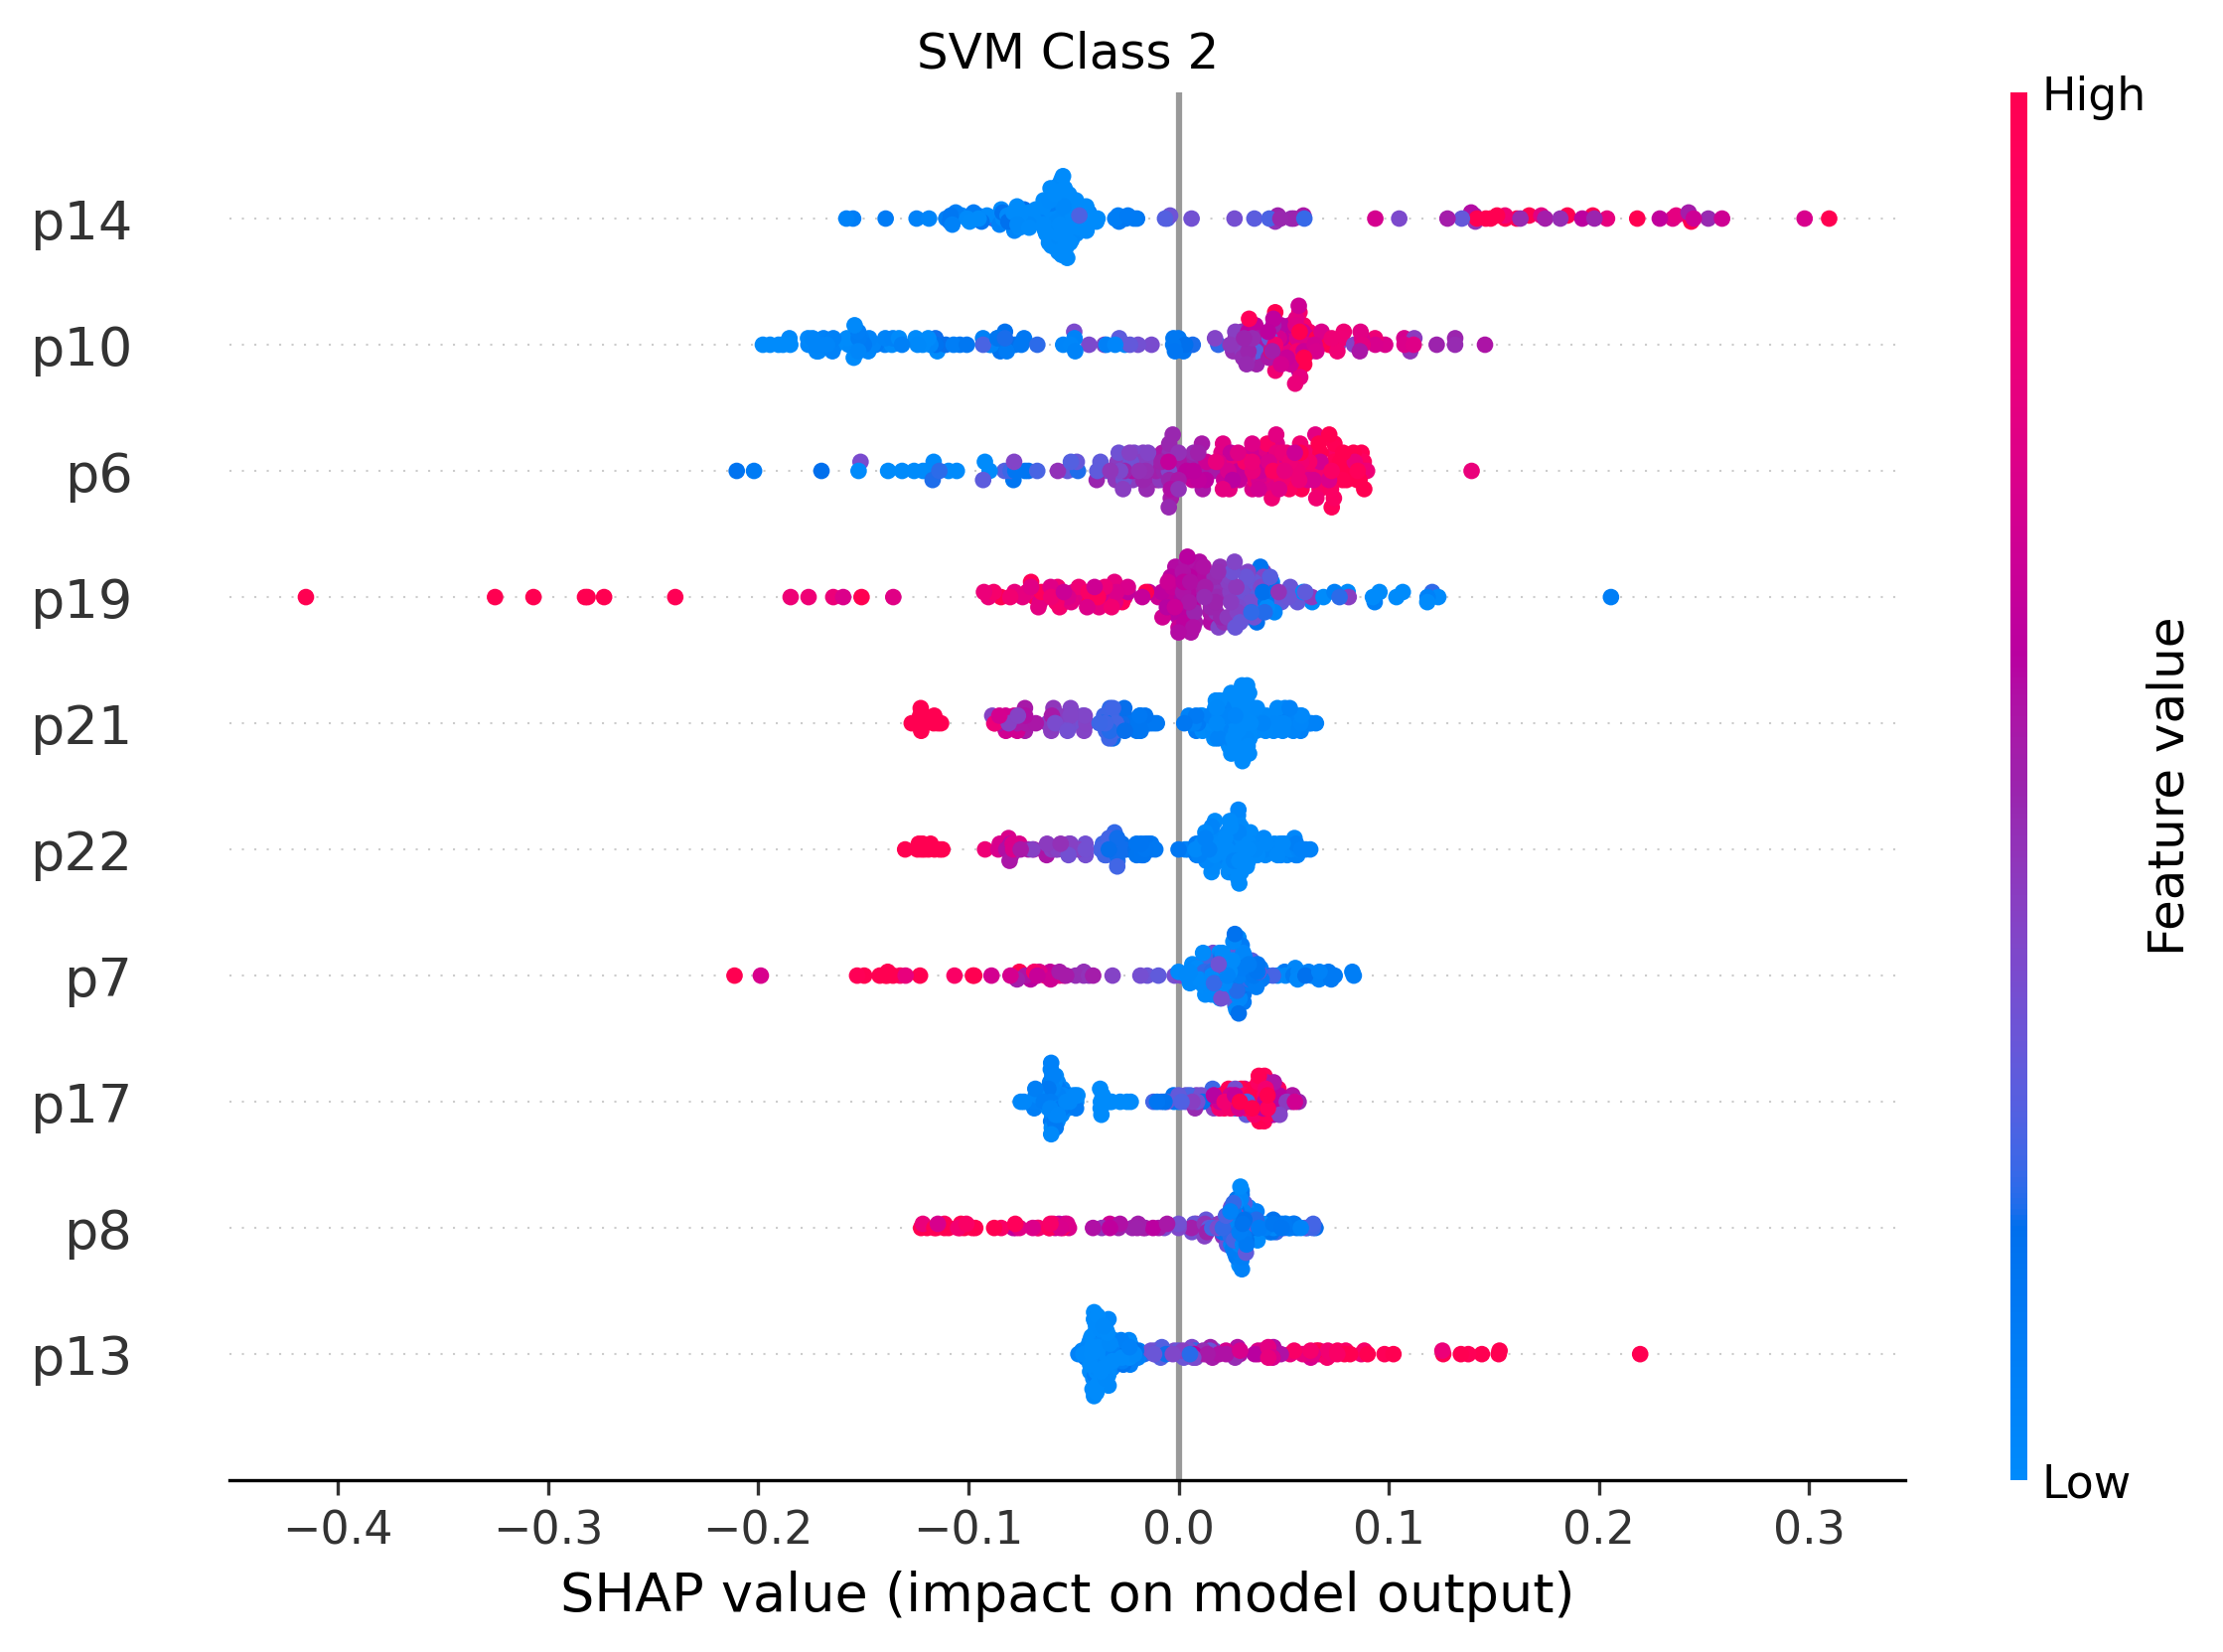 SVM Class 2
High
p14
p10
p6
p19
p21
p22
p7
p17
p8
p13
Feature value
Low
−0.4 −0.3 −0.2 −0.1 0.0 0.1 0.2 0.3
SHAP value (impact on model output)